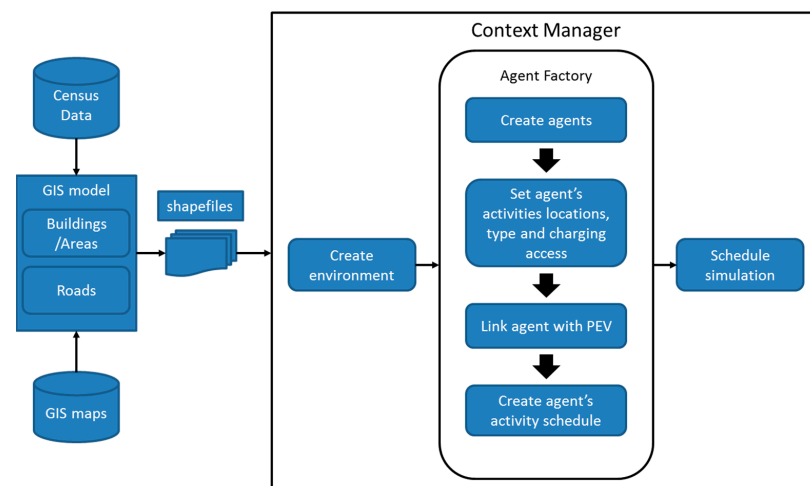 Context Manager
Agent Factory
Census
Data
GIS model
Buildings
/Areas
Roads
GIS maps
shapefiles
Create
environment
Create agents
Set agent's
activities locations,
type and charging
access
Link agent with PEV
Create agent's
activity schedule
Schedule
simulation